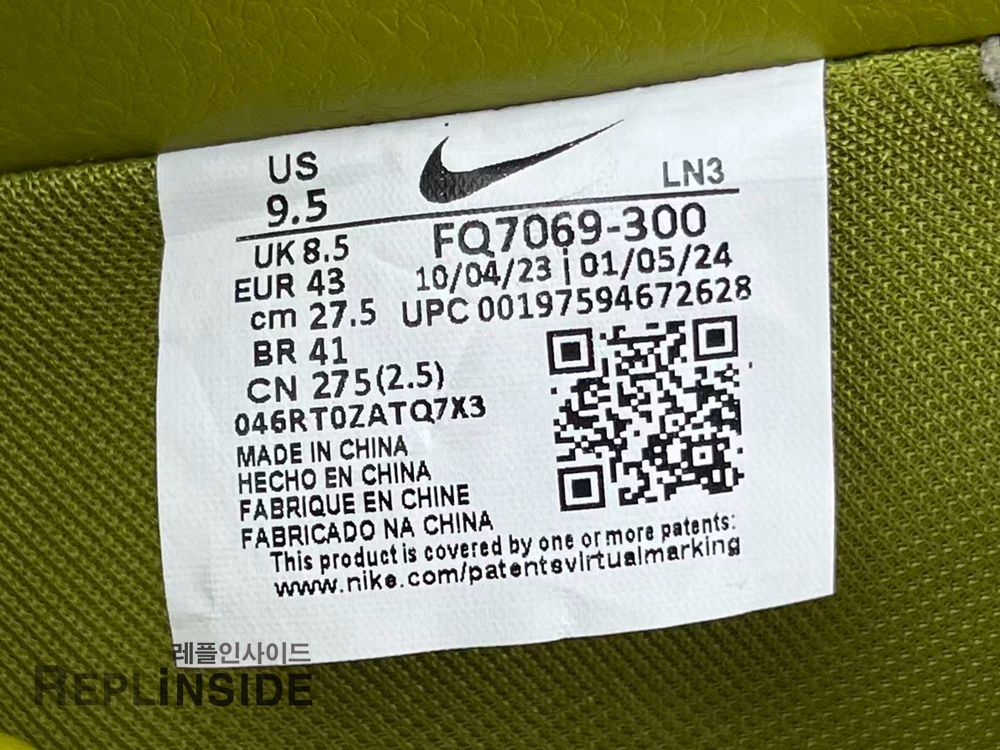 US
9.5
LN3
UK 8.5
FQ7069-300
EUR 43
10/04/23 | 01/05/24
cm 27.5
UPC 00197594672628
BR 41
CN 275(2.5)
046RT0ZATQ7X3
MADE IN CHINA
HECHO EN CHINA
FABRIQUE EN CHINE
FABRICADO NA CHINA
This product is covered by one or more patents:
www.nike.com/patentsvirtualmarking
레플인사이드
REPLiNSIDE